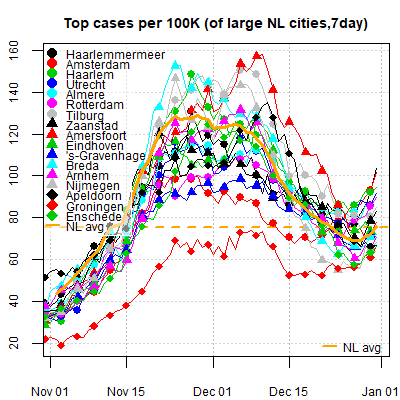 Top cases per 100K (of large NL cities,7day)
160
140
120
100
80
60
40
20
Haarlemmermeer
Amsterdam
Haarlem
Utrecht
Almere
Rotterdam
Tilburg
Zaanstad
Amersfoort
Eindhoven
's-Gravenhage
Breda
Arnhem
Nijmegen
Apeldoorn
Groningen
Enschede
NL avg
NL avg
Nov 01
Nov 15
Dec 01
Dec 15
Jan 01